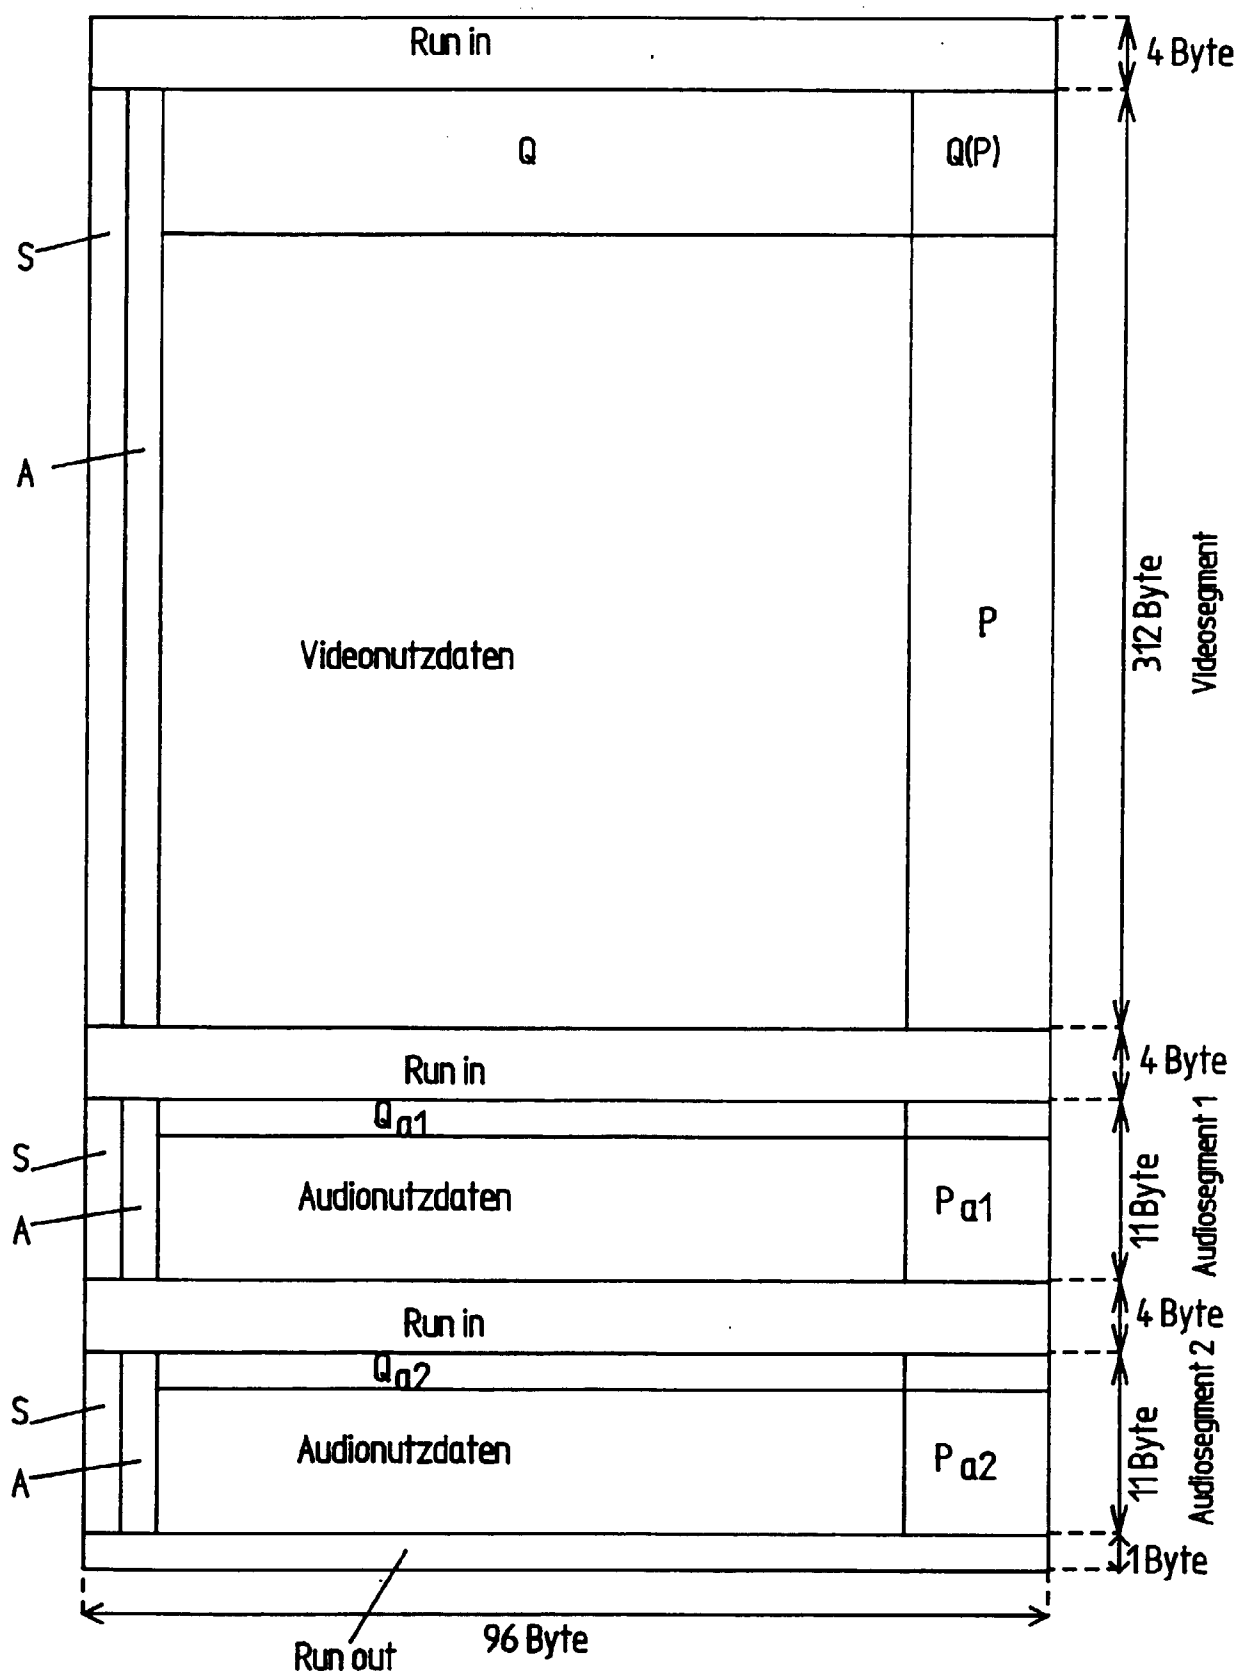 Run in
4 Byte
Q
Q(P)
S
A
Videonutzdaten
P
312 Byte
Videosegment
Run in
4 Byte
Qa1
S
A
Audionutzdaten
Pa1
11 Byte
Audiosegment 1
Run in
4 Byte
Qa2
S
A
Audionutzdaten
Pa2
11 Byte
Audiosegment 2
1 Byte
96 Byte
Run out